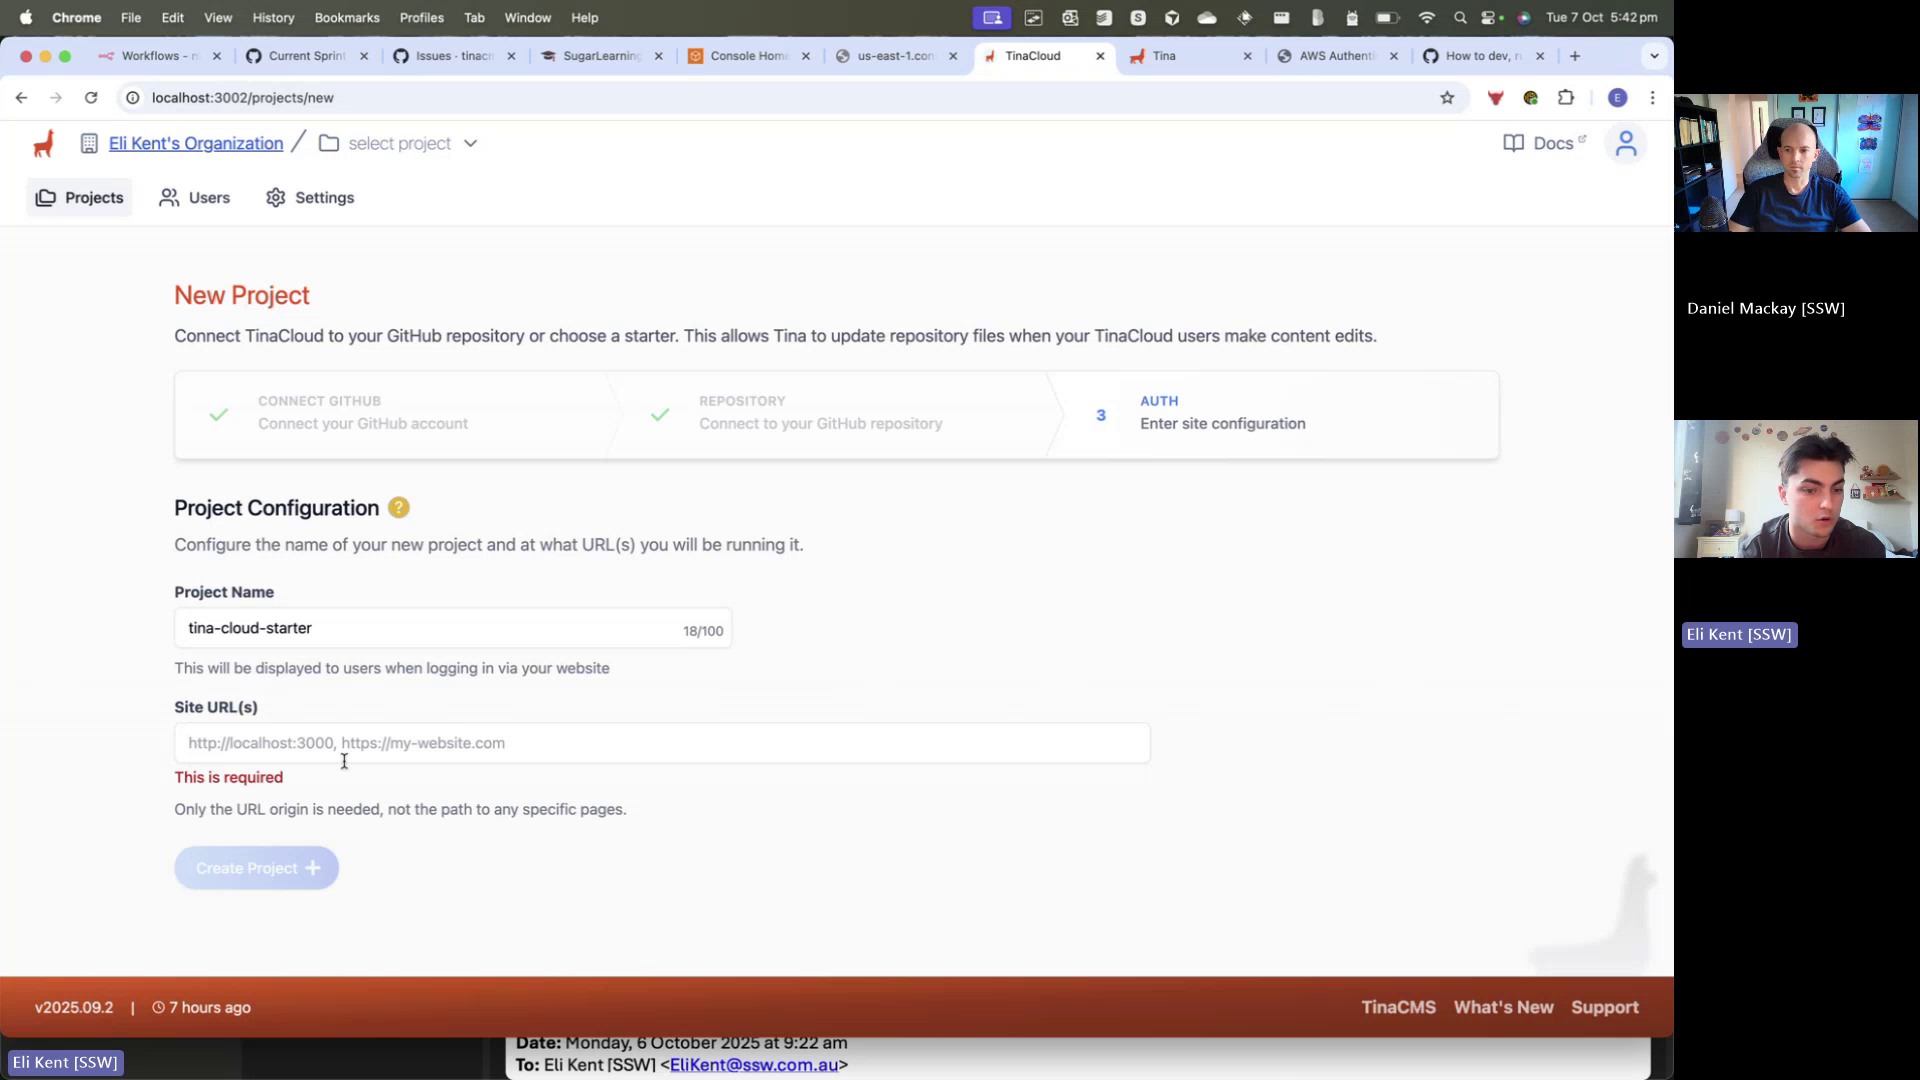 Chrome File Edit View History Bookmarks Profiles Tab Window Help
Tue 7 Oct 5:42 pm
Workflows - Current Sprint Issues · tinac SugarLearning Console Home us-east-1.con TinaCloud Tina AWS Authenti How to dev, r
localhost:3002/projects/new
E
Eli Kent's Organization / select project
Docs
Projects Users Settings
New Project
Connect TinaCloud to your GitHub repository or choose a starter. This allows Tina to update repository files when your TinaCloud users make content edits.
CONNECT GITHUB
Connect your GitHub account
REPOSITORY
Connect to your GitHub repository
3
AUTH
Enter site configuration
Project Configuration ?
Configure the name of your new project and at what URL(s) you will be running it.
Project Name
tina-cloud-starter
18/100
This will be displayed to users when logging in via your website
Site URL(s)
http://localhost:3000, https://my-website.com
This is required
Only the URL origin is needed, not the path to any specific pages.
Create Project +
v2025.09.2 | 7 hours ago
TinaCMS What's New Support
Date: Monday, 6 October 2025 at 9:22 am
To: Eli Kent [SSW] <EliKent@ssw.com.au>
Eli Kent [SSW]
Daniel Mackay [SSW]
Eli Kent [SSW]